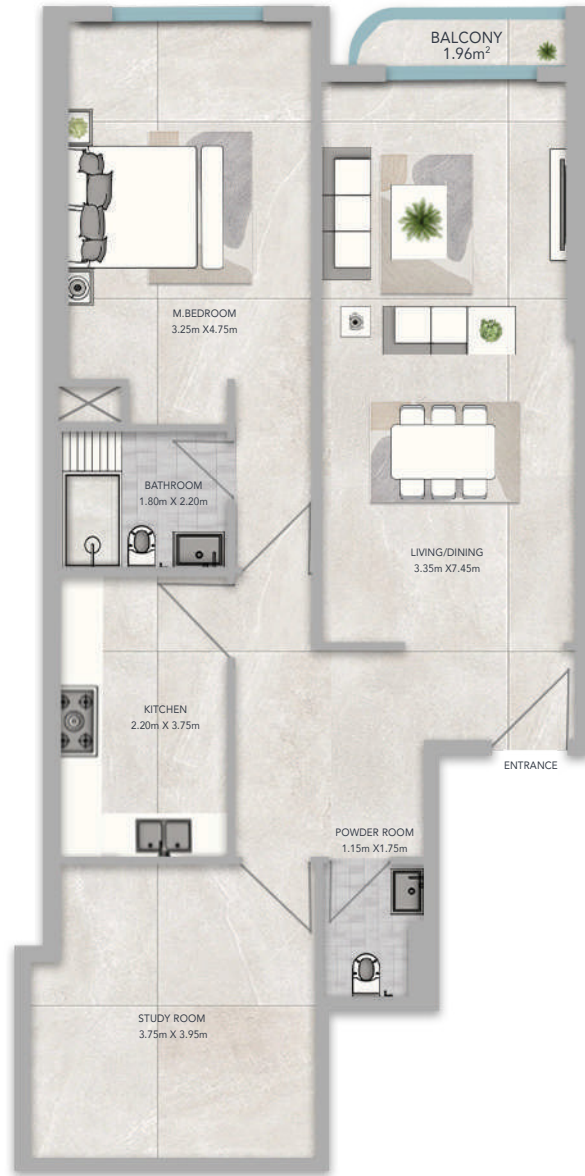 BALCONY
1.96m²
M.BEDROOM
3.25m X4.75m
BATHROOM
1.80m X 2.20m
LIVING/DINING
3.35m X7.45m
KITCHEN
2.20m X 3.75m
ENTRANCE
POWDER ROOM
1.15m X1.75m
STUDY ROOM
3.75m X 3.95m